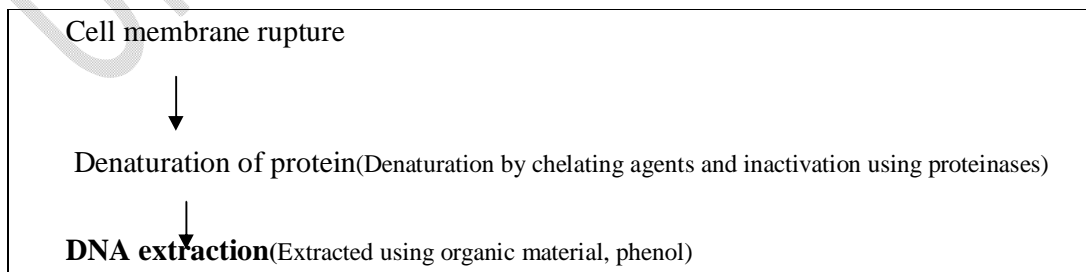 Cell membrane rupture
Denaturation of protein(Denaturation by chelating agents and inactivation using proteinases)
DNA extraction(Extracted using organic material, phenol)